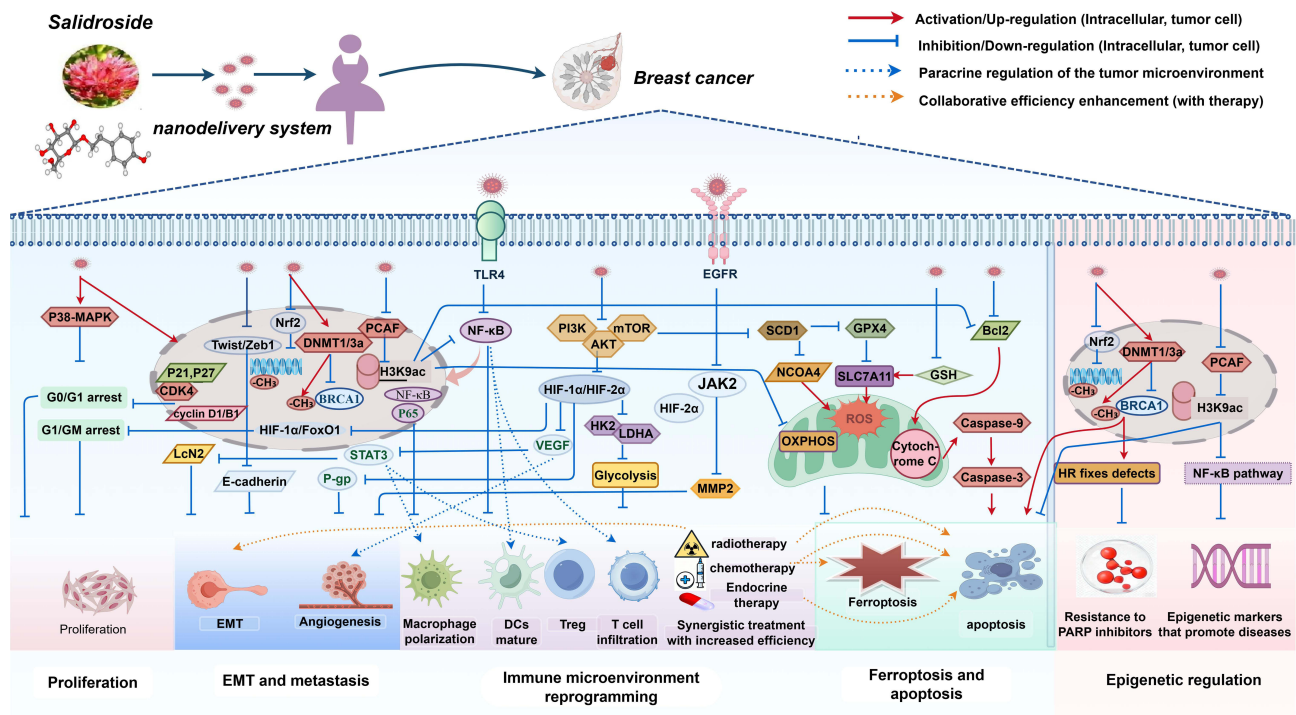 Salidroside
nanodelivery system
Breast cancer
Activation/Up-regulation (Intracellular, tumor cell)
Inhibition/Down-regulation (Intracellular, tumor cell)
Paracrine regulation of the tumor microenvironment
Collaborative efficiency enhancement (with therapy)
TLR4
EGFR
P38-MAPK
Twist/Zeb1
Nrf2
DNMT1/3a
PCAF
H3K9ac
NF-κB
P65
-CH₃
-CH₃
BRCA1
P21,P27
CDK4
cyclin D1/B1
HIF-1α/FoxO1
G0/G1 arrest
G1/GM arrest
LcN2
E-cadherin
STAT3
P-gp
NF-κB
PI3K
AKT
mTOR
HIF-1α/HIF-2α
HK2
LDHA
VEGF
Glycolysis
JAK2
HIF-2α
MMP2
SCD1
GPX4
NCOA4
SLC7A11
GSH
Bcl2
ROS
OXPHOS
Cytoch-
rome C
Caspase-9
Caspase-3
Nrf2
DNMT1/3a
PCAF
-CH₃
-CH₃
BRCA1
H3K9ac
HR fixes defects
NF-κB pathway
Proliferation
EMT
Angiogenesis
Macrophage
polarization
DCs
mature
Treg
T cell
infiltration
radiotherapy
chemotherapy
Endocrine
therapy
Synergistic treatment
with increased efficiency
Ferroptosis
apoptosis
Resistance to
PARP inhibitors
Epigenetic markers
that promote diseases
Proliferation
EMT and metastasis
Immune microenvironment
reprogramming
Ferroptosis and
apoptosis
Epigenetic regulation